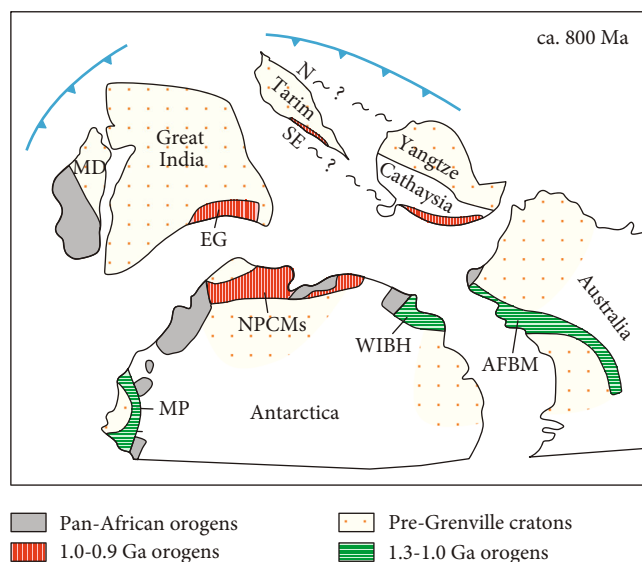 ca. 800 Ma
N
?
Tarim
Great
India
MD
SE
?
Yangtze
Cathaysia
EG
Australia
NPCMs
WIBH
AFBM
MP
Antarctica
Pan-African orogens
Pre-Grenville cratons
1.0-0.9 Ga orogens
1.3-1.0 Ga orogens